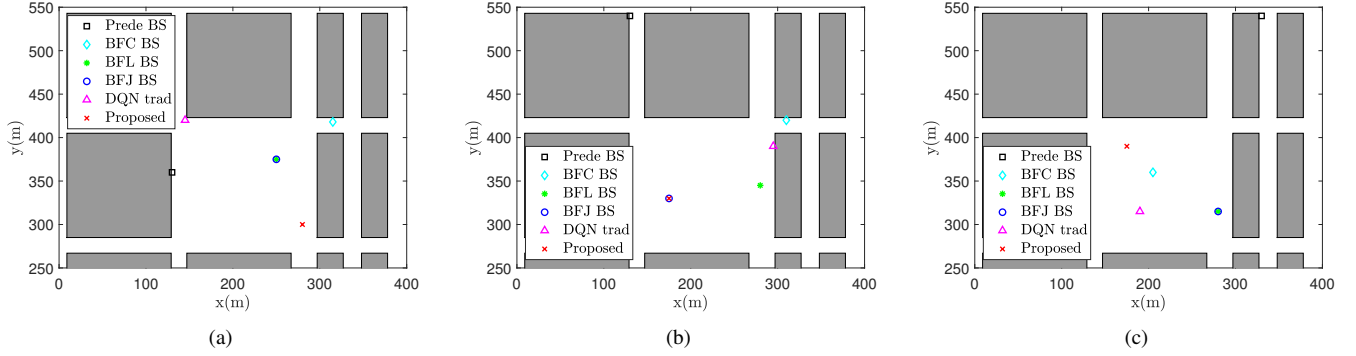 550
500
450
400
350
300
250
y(m)
Prede BS
BFC BS
BFL BS
BFJ BS
DQN trad
Proposed
0 100 200 300 400
x(m)
(a)
550
500
450
400
350
300
250
y(m)
Prede BS
BFC BS
BFL BS
BFJ BS
DQN trad
Proposed
0 100 200 300 400
x(m)
(b)
550
500
450
400
350
300
250
y(m)
Prede BS
BFC BS
BFL BS
BFJ BS
DQN trad
Proposed
0 100 200 300 400
x(m)
(c)